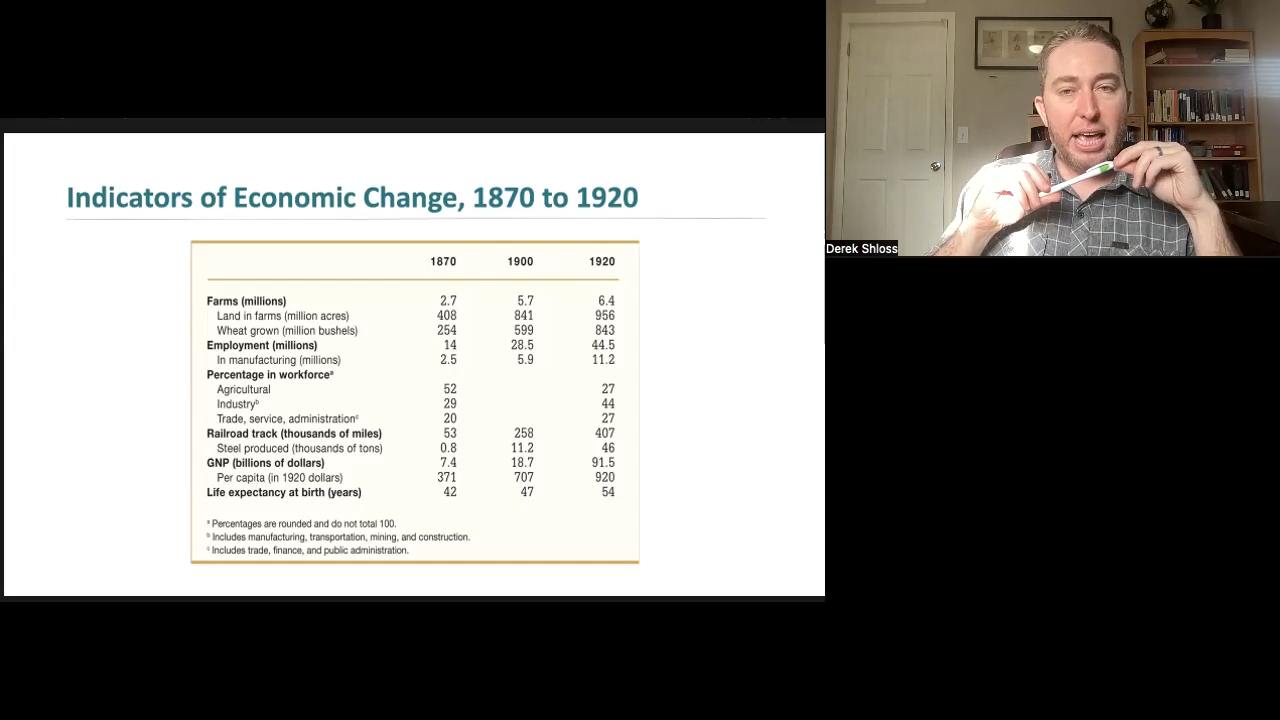 Indicators of Economic Change, 1870 to 1920
1870 1900 1920
Farms (millions) 2.7 5.7 6.4
Land in farms (million acres) 408 841 956
Wheat grown (million bushels) 254 599 843
Employment (millions) 14 28.5 44.5
In manufacturing (millions) 2.5 5.9 11.2
Percentage in workforceᵃ
Agricultural 52 27
Industryᵇ 29 44
Trade, service, administrationᶜ 20 27
Railroad track (thousands of miles) 53 258 407
Steel produced (thousands of tons) 0.8 11.2 46
GNP (billions of dollars) 7.4 18.7 91.5
Per capita (in 1920 dollars) 371 707 920
Life expectancy at birth (years) 42 47 54
ᵃ Percentages are rounded and do not total 100.
ᵇ Includes manufacturing, transportation, mining, and construction.
ᶜ Includes trade, finance, and public administration.
Derek Shloss